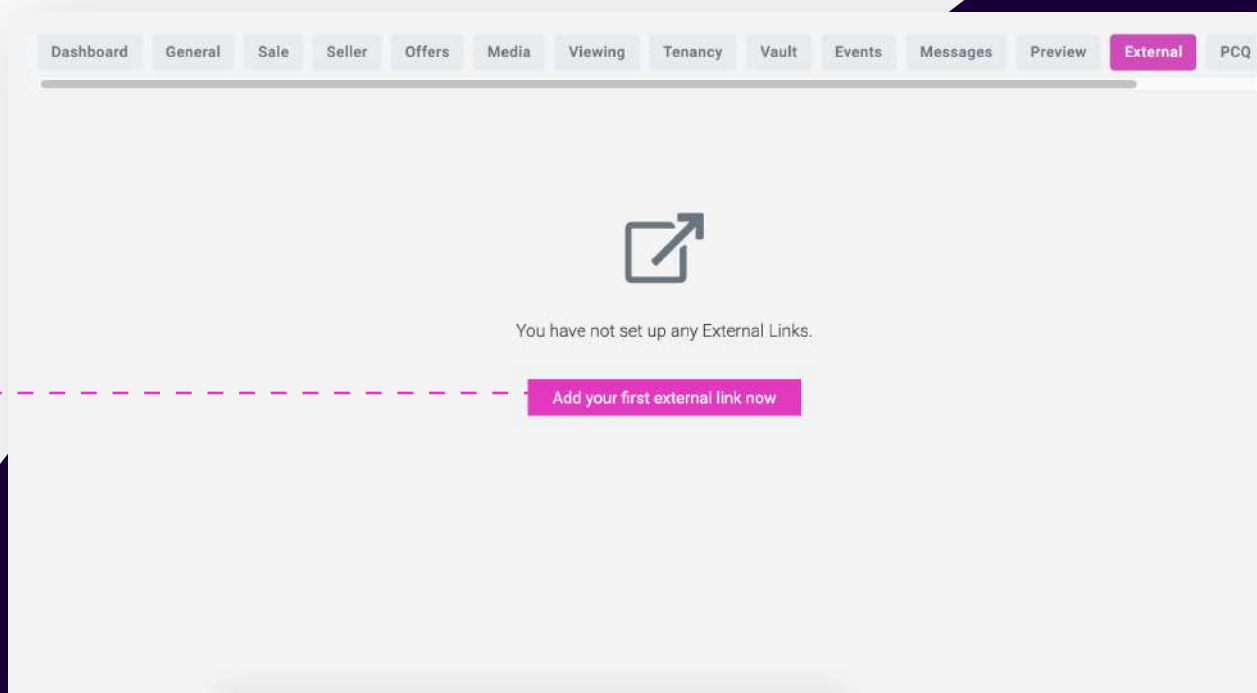 Dashboard General Sale Seller Offers Media Viewing Tenancy Vault Events Messages Preview External PCQ
You have not set up any External Links.
Add your first external link now